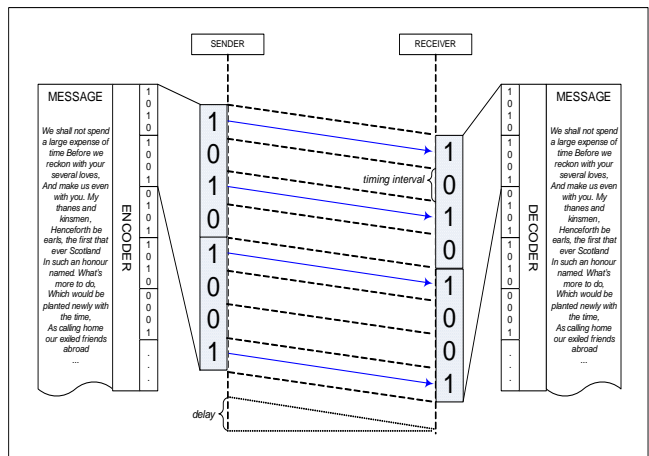 SENDER
RECEIVER
MESSAGE
We shall not spend
a large expense of
time Before we
reckon with your
several loves,
And make us even
with you. My
thanes and
kinsmen,
Henceforth be
earls, the first that
ever Scotland
In such an honour
named. What's
more to do,
Which would be
planted newly with
the time,
As calling home
our exiled friends
abroad
...
ENCODER
1
0
1
0
1
0
0
1
0
1
0
1
1
0
1
0
0
0
0
1
.
.
.
1
0
1
0
1
0
0
1
timing interval
delay
1
0
1
0
1
0
0
1
1
0
1
0
1
0
0
1
0
1
0
1
1
0
1
0
0
0
0
1
.
.
.
DECODER
MESSAGE
We shall not spend
a large expense of
time Before we
reckon with your
several loves,
And make us even
with you. My
thanes and
kinsmen,
Henceforth be
earls, the first that
ever Scotland
In such an honour
named. What's
more to do,
Which would be
planted newly with
the time,
As calling home
our exiled friends
abroad
...